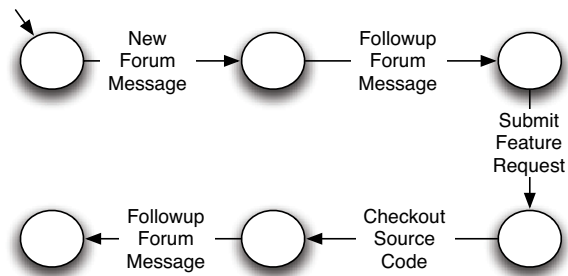 New
Forum
Message
Followup
Forum
Message
Submit
Feature
Request
Checkout
Source
Code
Followup
Forum
Message